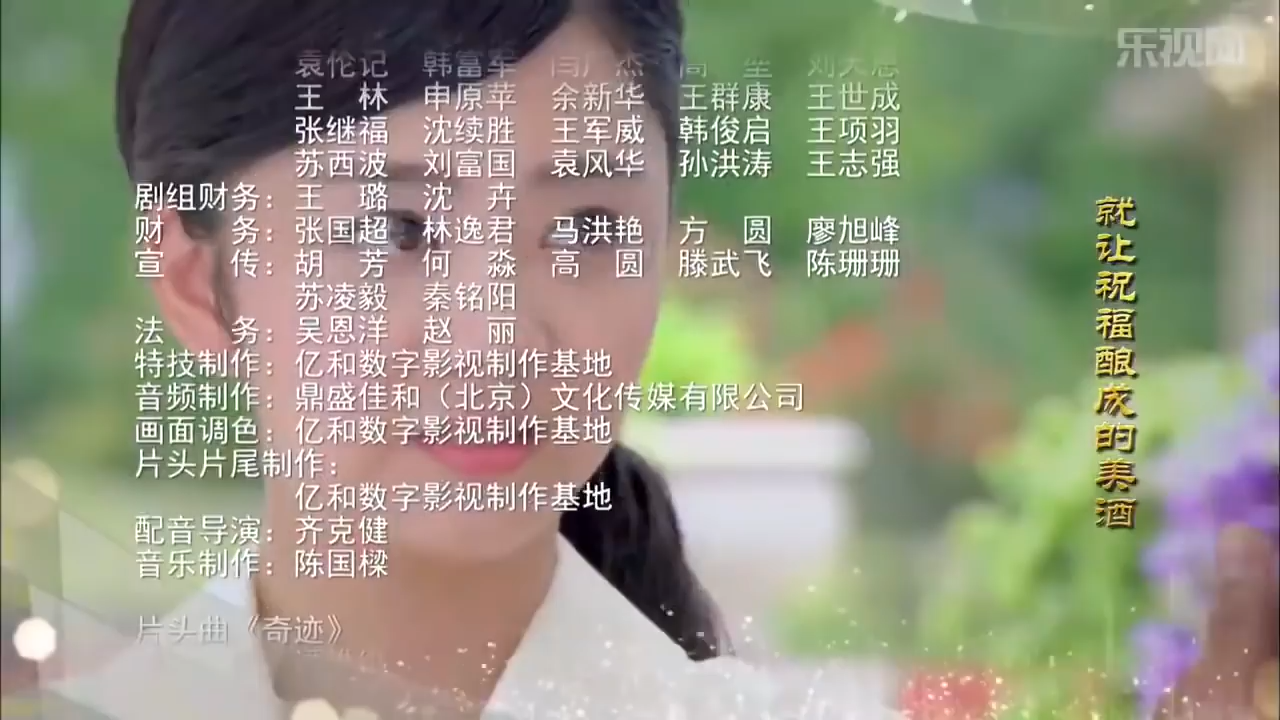 乐视网
袁伦记 韩富军
王 林 申原苹 余新华 王群康 王世成
张继福 沈续胜 王军威 韩俊启 王项羽
苏西波 刘富国 袁风华 孙洪涛 王志强
剧组财务：王 璐 沈 卉
财 务：张国超 林逸君 马洪艳 方 圆 廖旭峰
宣 传：胡 芳 何 淼 高 圆 滕武飞 陈珊珊
苏凌毅 秦铭阳
法 务：吴恩洋 赵 丽
特技制作：亿和数字影视制作基地
音频制作：鼎盛佳和（北京）文化传媒有限公司
画面调色：亿和数字影视制作基地
片头片尾制作：
亿和数字影视制作基地
配音导演：齐克健
音乐制作：陈国樑
片头曲《奇迹》
就让祝福酿成的美酒